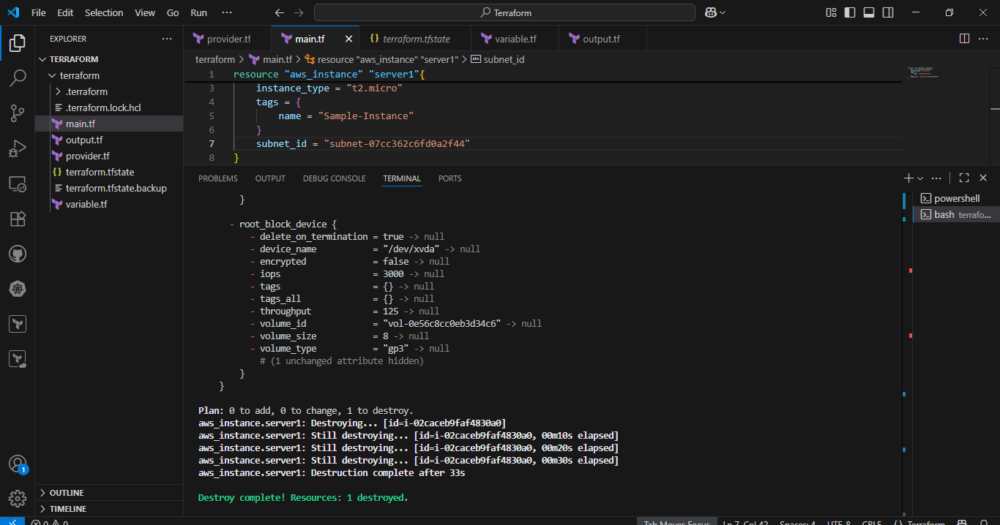 File Edit Selection View Go Run ··· Terraform
EXPLORER ···
TERRAFORM
terraform
.terraform
.terraform.lock.hcl
main.tf
output.tf
provider.tf
{} terraform.tfstate
terraform.tfstate.backup
variable.tf
OUTLINE
TIMELINE
1
provider.tf main.tf {} terraform.tfstate variable.tf output.tf ···
terraform > main.tf > resource "aws_instance" "server1" > abc subnet_id
1 resource "aws_instance" "server1"{
3 instance_type = "t2.micro"
4 tags = {
5 name = "Sample-Instance"
6 }
7 subnet_id = "subnet-07cc362c6fd0a2f44"
8 }
PROBLEMS OUTPUT DEBUG CONSOLE TERMINAL PORTS
powershell
bash terrafo...
}
- root_block_device {
- delete_on_termination = true -> null
- device_name = "/dev/xvda" -> null
- encrypted = false -> null
- iops = 3000 -> null
- tags = {} -> null
- tags_all = {} -> null
- throughput = 125 -> null
- volume_id = "vol-0e56c8cc0eb3d34c6" -> null
- volume_size = 8 -> null
- volume_type = "gp3" -> null
# (1 unchanged attribute hidden)
}
}
Plan: 0 to add, 0 to change, 1 to destroy.
aws_instance.server1: Destroying... [id=i-02caceb9faf4830a0]
aws_instance.server1: Still destroying... [id=i-02caceb9faf4830a0, 00m10s elapsed]
aws_instance.server1: Still destroying... [id=i-02caceb9faf4830a0, 00m20s elapsed]
aws_instance.server1: Still destroying... [id=i-02caceb9faf4830a0, 00m30s elapsed]
aws_instance.server1: Destruction complete after 33s
Destroy complete! Resources: 1 destroyed.
0 0 Tab Moves Focus Ln 7, Col 42 Spaces: 4 UTF-8 CRLF {} Terraform